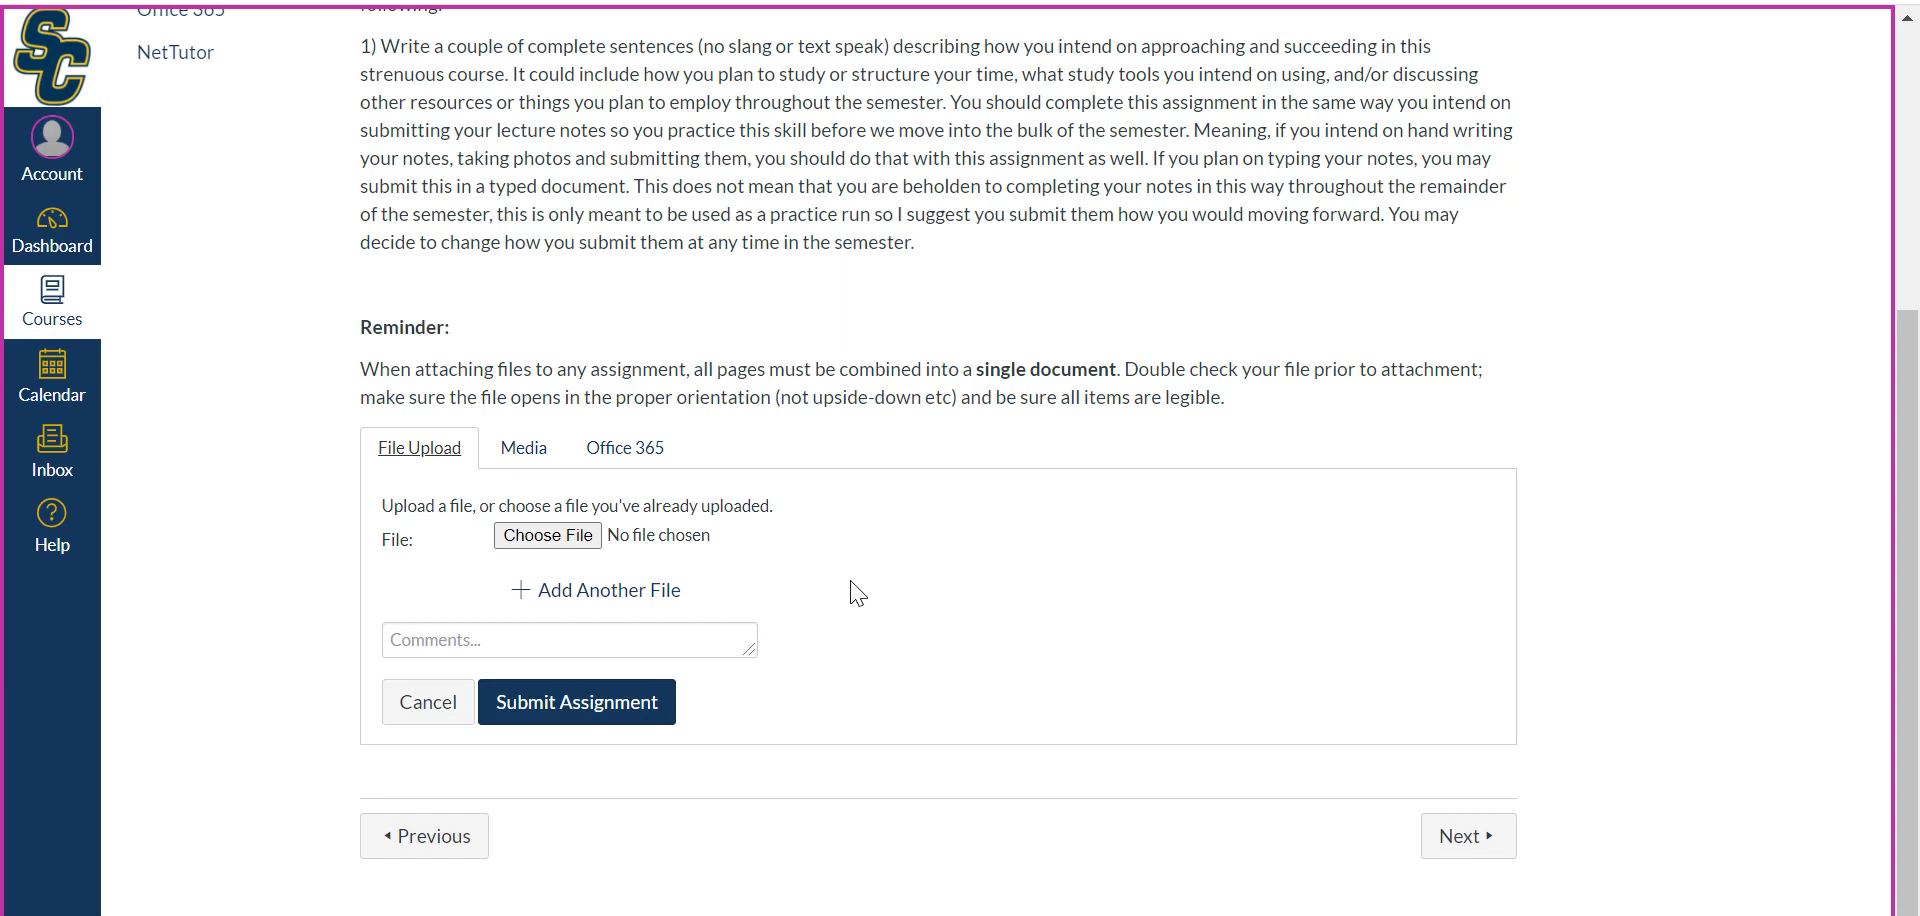 Office 365
following:
SC
NetTutor
1) Write a couple of complete sentences (no slang or text speak) describing how you intend on approaching and succeeding in this
strenuous course. It could include how you plan to study or structure your time, what study tools you intend on using, and/or discussing
other resources or things you plan to employ throughout the semester. You should complete this assignment in the same way you intend on
submitting your lecture notes so you practice this skill before we move into the bulk of the semester. Meaning, if you intend on hand writing
your notes, taking photos and submitting them, you should do that with this assignment as well. If you plan on typing your notes, you may
submit this in a typed document. This does not mean that you are beholden to completing your notes in this way throughout the remainder
of the semester, this is only meant to be used as a practice run so I suggest you submit them how you would moving forward. You may
decide to change how you submit them at any time in the semester.
Account
Dashboard
Courses
Calendar
Inbox
Help
Reminder:
When attaching files to any assignment, all pages must be combined into a single document. Double check your file prior to attachment;
make sure the file opens in the proper orientation (not upside-down etc) and be sure all items are legible.
File Upload Media Office 365
Upload a file, or choose a file you've already uploaded.
File: Choose File No file chosen
+ Add Another File
Comments...
Cancel Submit Assignment
Previous Next